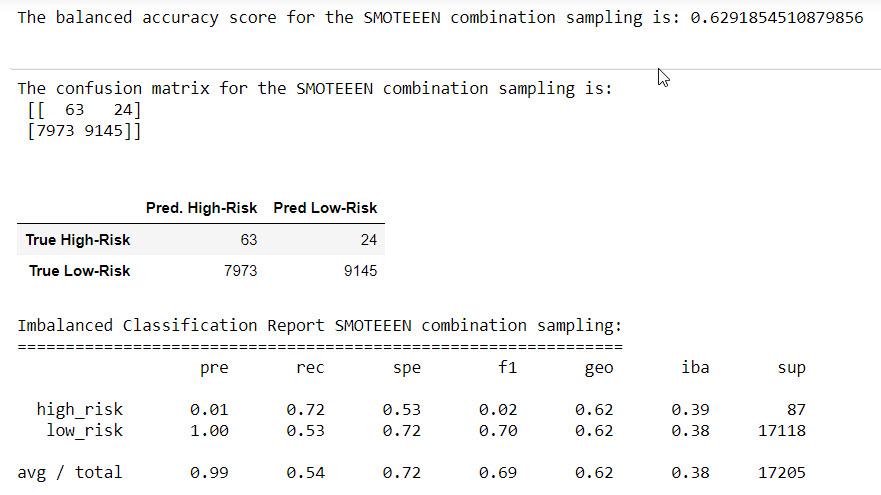 The balanced accuracy score for the SMOTEEEN combination sampling is: 0.6291854510879856
The confusion matrix for the SMOTEEEN combination sampling is:
[[  63   24]
[7973 9145]]
Pred. High-Risk Pred Low-Risk
True High-Risk 63 24
True Low-Risk 7973 9145
Imbalanced Classification Report SMOTEEEN combination sampling:
===============================================================
pre rec spe f1 geo iba sup
high_risk 0.01 0.72 0.53 0.02 0.62 0.39 87
low_risk 1.00 0.53 0.72 0.70 0.62 0.38 17118
avg / total 0.99 0.54 0.72 0.69 0.62 0.38 17205